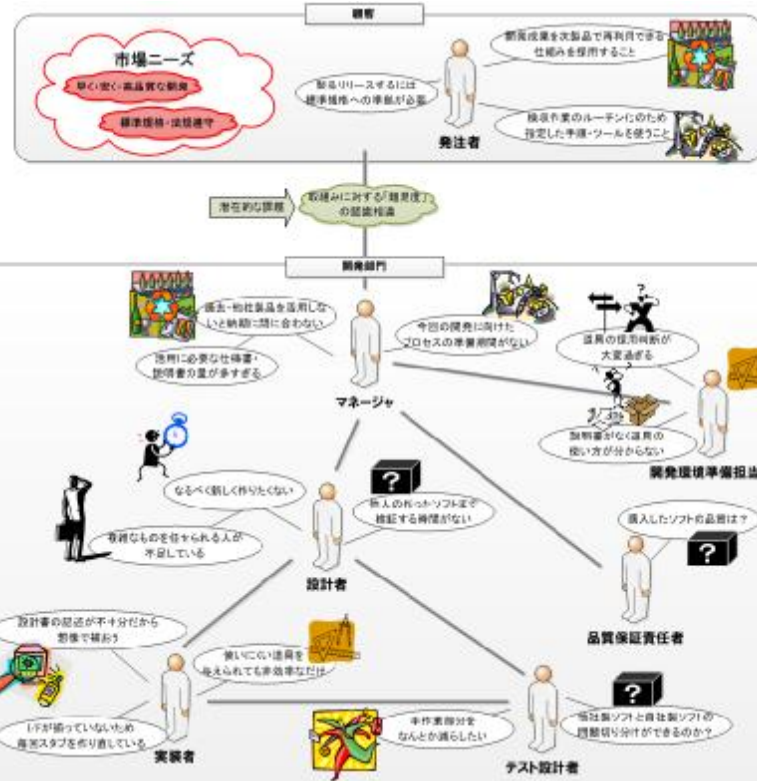 顧客
市場ニーズ
早く・安く・高品質な製品
標準規格・法規遵守
開発成果を次製品で再利用できる
仕組みを採用すること
製品リリースするには
標準規格への準拠が必要
検収作業のルーチン化のため
指定した手順・ツールを使うこと
発注者
潜在的な課題
取組みに対する「難易度」
の認識相違
開発部門
過去・他社製品を活用しな
いと納期に間に合わない
今回の開発に向けた
プロセスの準備期間がない
道具の採用判断が
大変過ぎる
活用に必要な仕様書・
説明書の量が多すぎる
マネージャ
説明書がなく道具の
使い方が分からない
開発環境準備担当
なるべく新しく作りたくない
他人の作ったソフトまで
検証する時間がない
購入したソフトの品質は?
?
?
複雑なものを任せられる人が
不足している
設計者
品質保証責任者
設計書の記述が不十分だから
想像で補おう
使いにくい道具を
与えられても非効率なだけ
?
I/Fが揃っていないため
毎回スタブを作り直している
手作業部分を
なんとか減らしたい
他社製ソフトと自社製ソフトの
問題切り分けができるのか?
実装者
テスト設計者